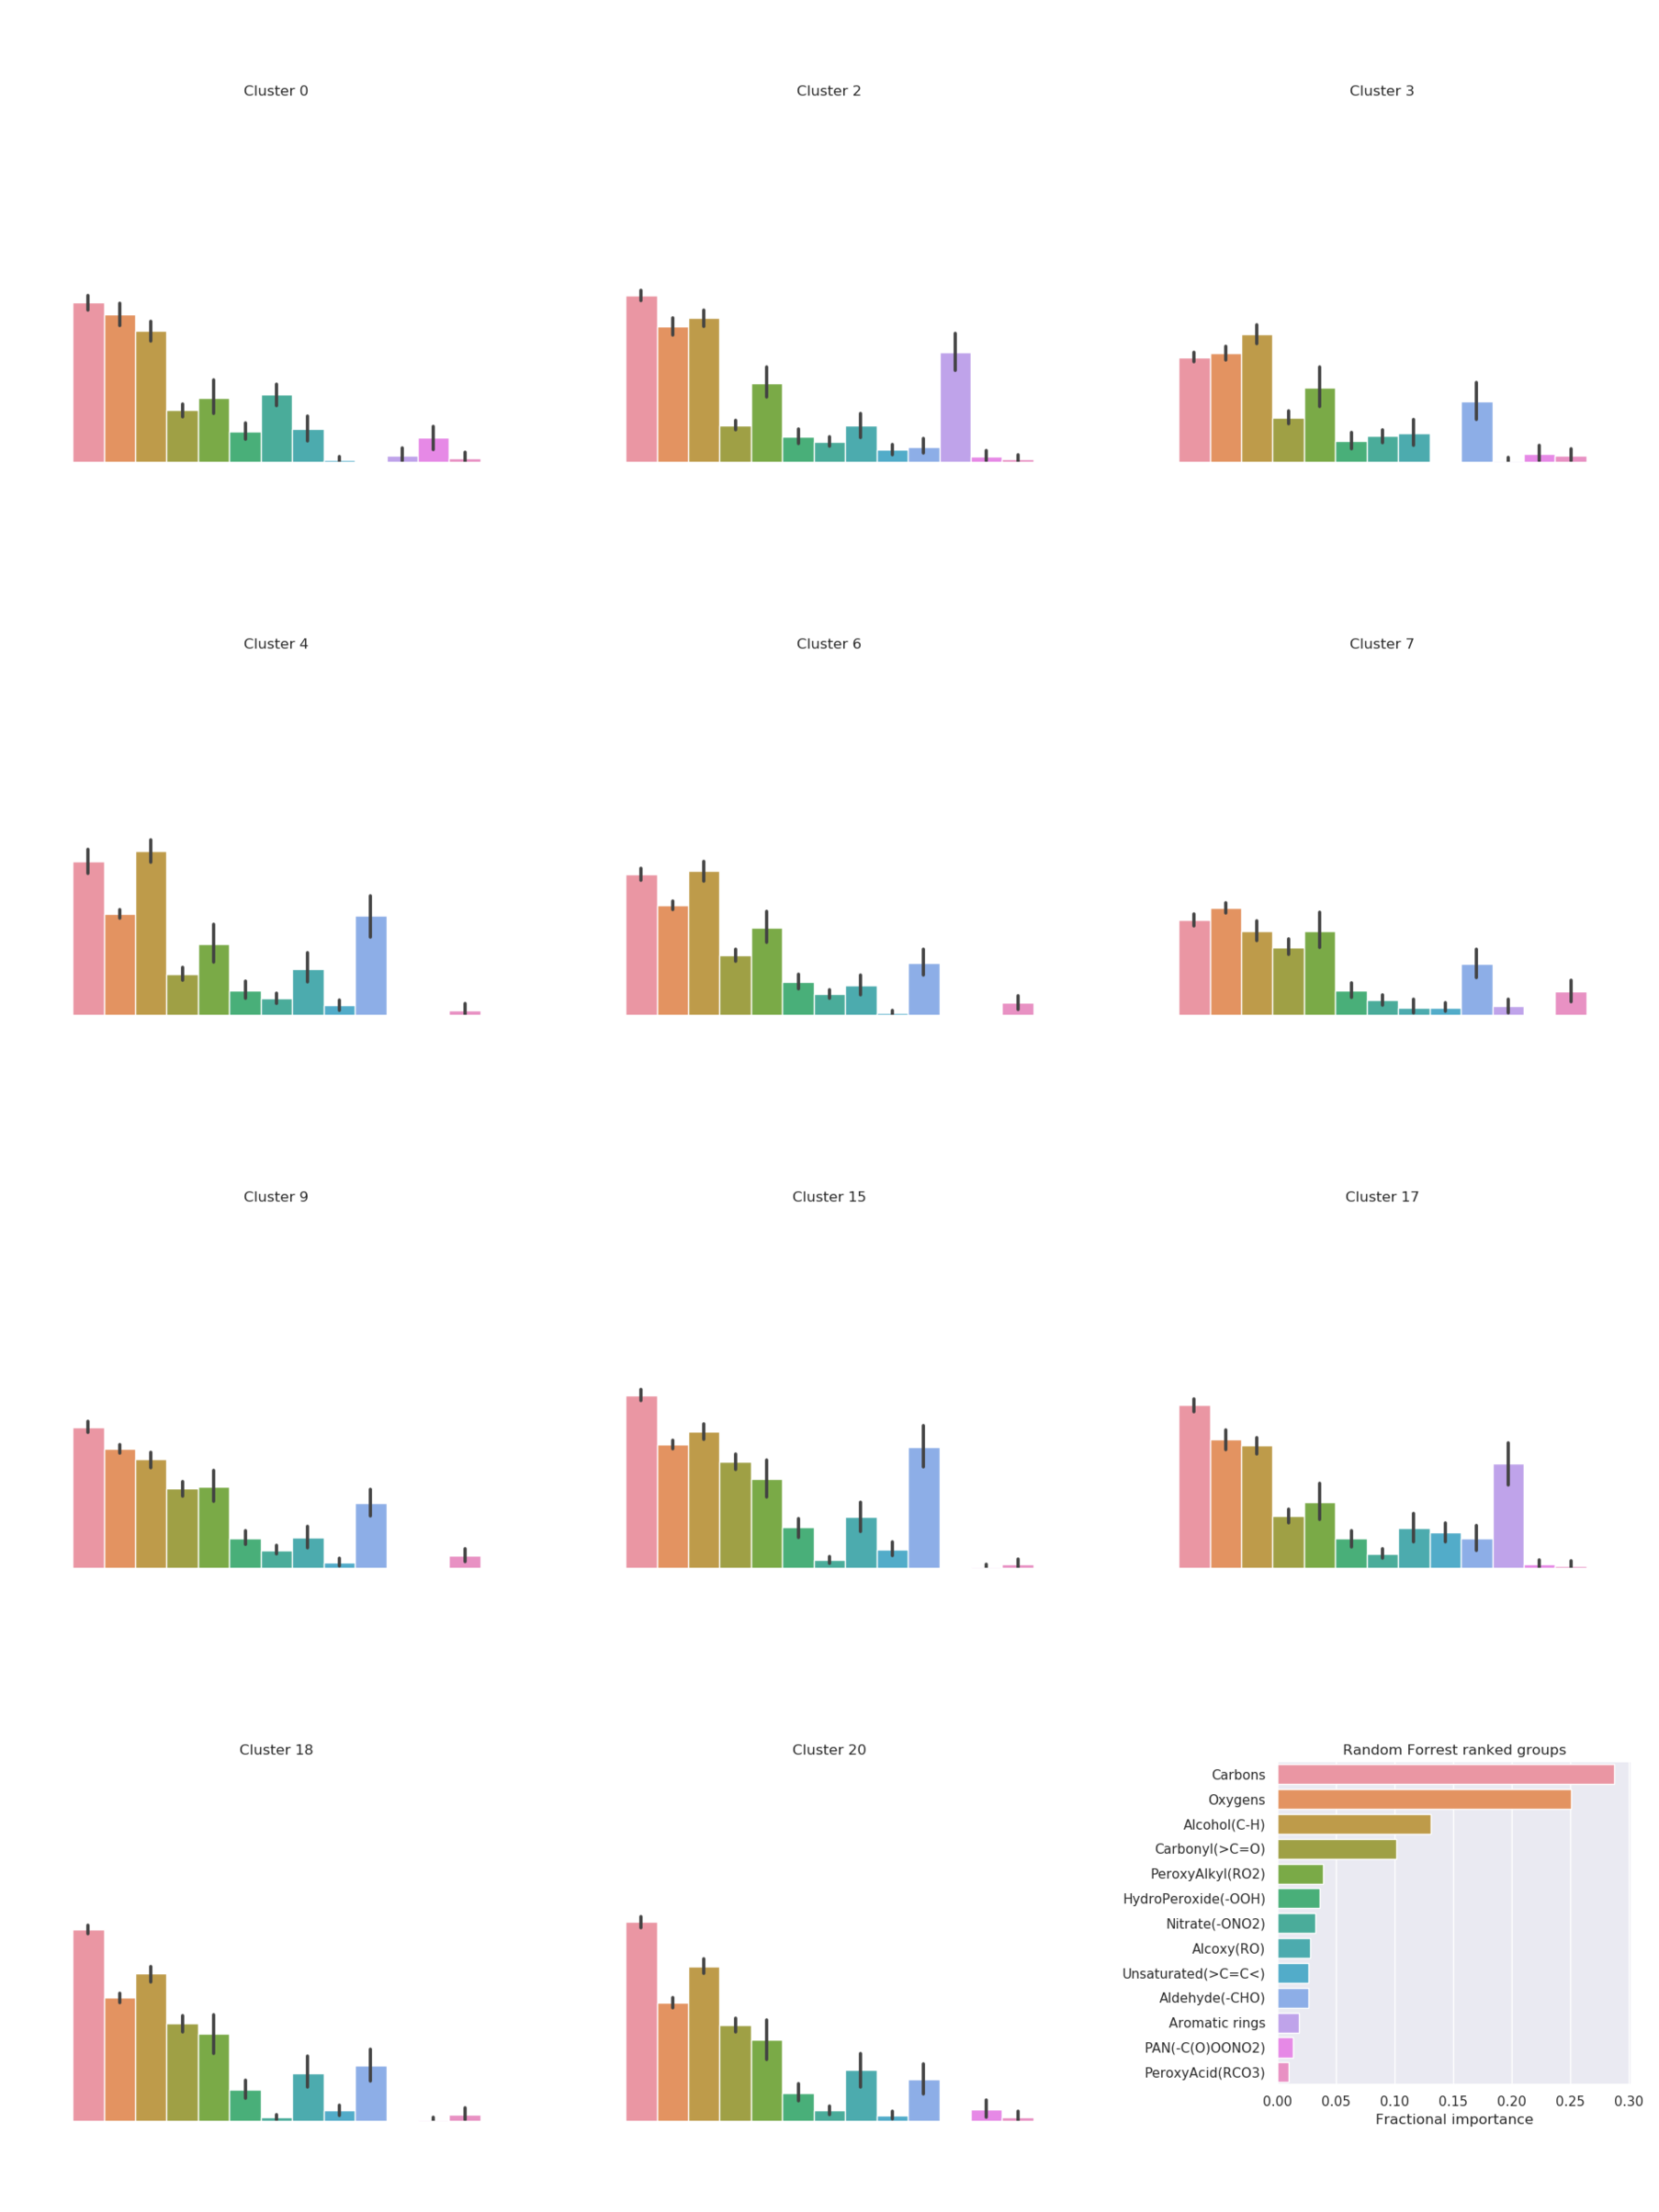 Cluster 0
Cluster 2
Cluster 3
Cluster 4
Cluster 6
Cluster 7
Cluster 9
Cluster 15
Cluster 17
Cluster 18
Cluster 20
Random Forrest ranked groups
Carbons
Oxygens
Alcohol(C-H)
Carbonyl(>C=O)
PeroxyAlkyl(RO2)
HydroPeroxide(-OOH)
Nitrate(-ONO2)
Alcoxy(RO)
Unsaturated(>C=C<)
Aldehyde(-CHO)
Aromatic rings
PAN(-C(O)OONO2)
PeroxyAcid(RCO3)
0.00 0.05 0.10 0.15 0.20 0.25 0.30
Fractional importance